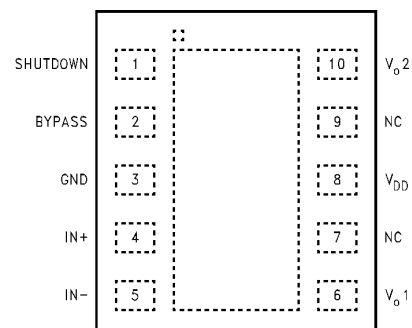 SHUTDOWN 1 10 Vo2
BYPASS 2 9 NC
GND 3 8 VDD
IN+ 4 7 NC
IN- 5 6 Vo1